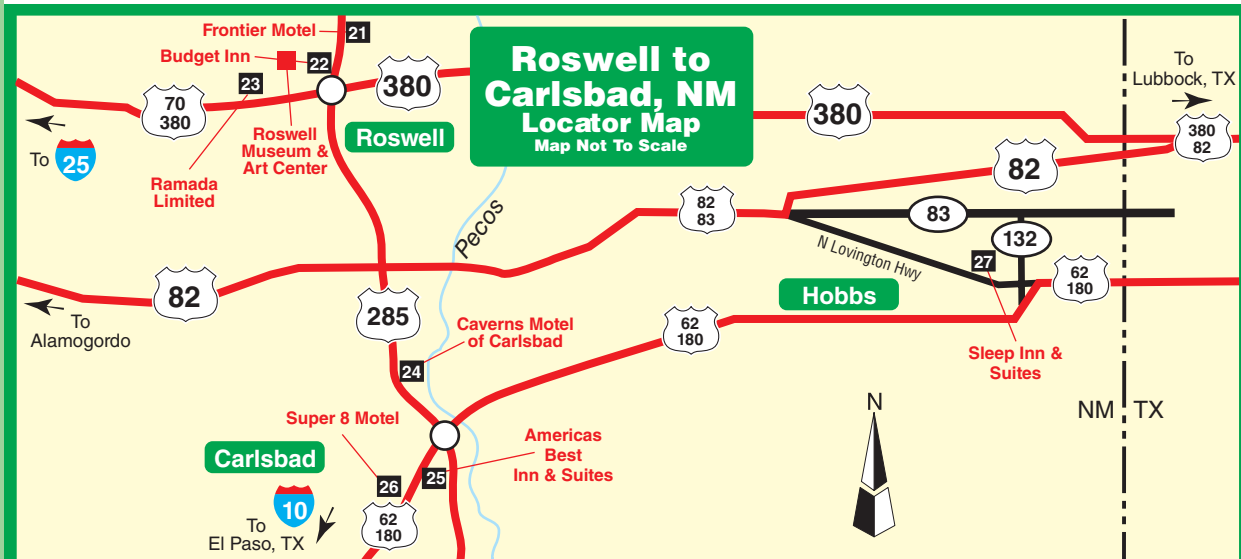 Frontier Motel
21
Budget Inn
22
23
70
380
380
Roswell to
Carlsbad, NM
Locator Map
Map Not To Scale
380
To
Lubbock, TX
380
82
To
25
Roswell
Museum &
Art Center
Roswell
Ramada
Limited
82
Pecos
82
83
83
132
N Lovington Hwy
27
62
180
82
To
Alamogordo
285
Hobbs
62
180
Caverns Motel
of Carlsbad
24
Sleep Inn &
Suites
N
NM
TX
Super 8 Motel
Americas
Best
Inn & Suites
Carlsbad
25
26
10
To
El Paso, TX
62
180